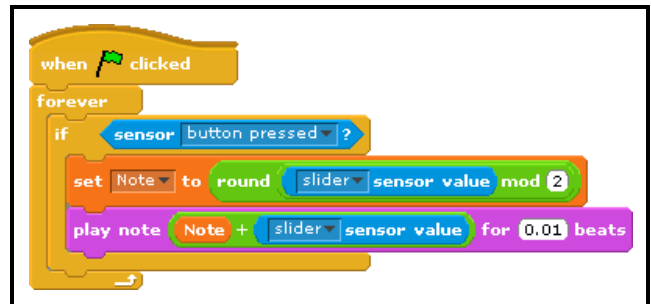 when clicked
forever
if sensor button pressed ?
set Note to round slider sensor value mod 2
play note Note + slider sensor value for 0.01 beats